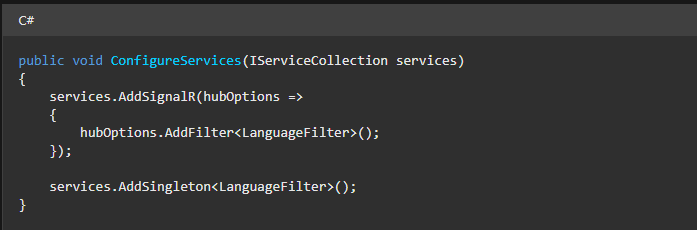 C#
public void ConfigureServices(IServiceCollection services)
{
    services.AddSignalR(hubOptions =>
    {
        hubOptions.AddFilter<LanguageFilter>();
    });

    services.AddSingleton<LanguageFilter>();
}